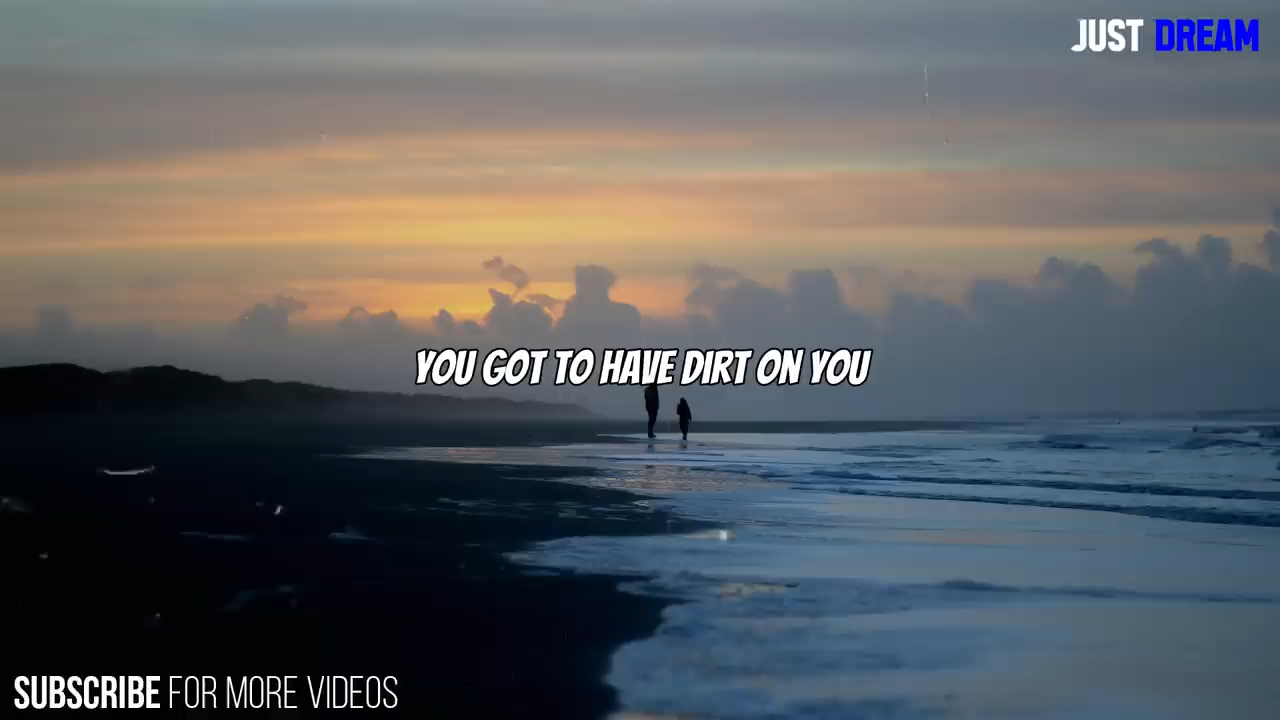 JUST DREAM
YOU GOT TO HAVE DIRT ON YOU
SUBSCRIBE FOR MORE VIDEOS